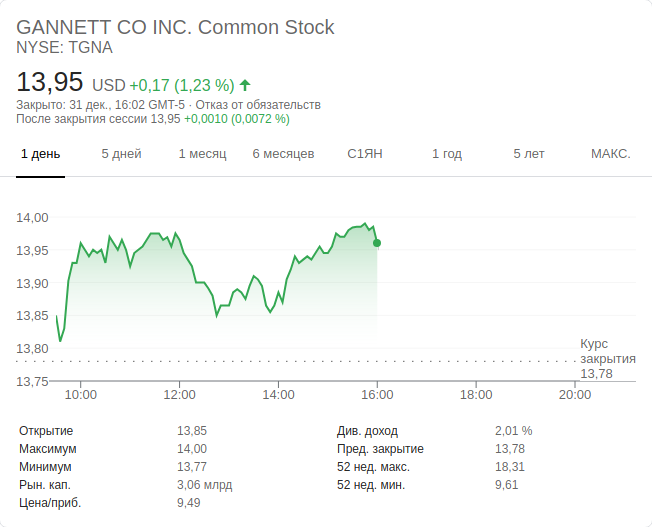 GANNETT CO INC. Common Stock
NYSE: TGNA
13,95 USD +0,17 (1,23 %)
Закрыто: 31 дек., 16:02 GMT-5 · Отказ от обязательств
После закрытия сессии 13,95 +0,0010 (0,0072 %)
1 день 5 дней 1 месяц 6 месяцев С1ЯН 1 год 5 лет МАКС.
14,00
13,95
13,90
13,85
13,80
13,75
Курс
закрытия
13,78
10:00 12:00 14:00 16:00 18:00 20:00
Открытие 13,85 Див. доход 2,01 %
Максимум 14,00 Пред. закрытие 13,78
Минимум 13,77 52 нед. макс. 18,31
Рын. кап. 3,06 млрд 52 нед. мин. 9,61
Цена/приб. 9,49